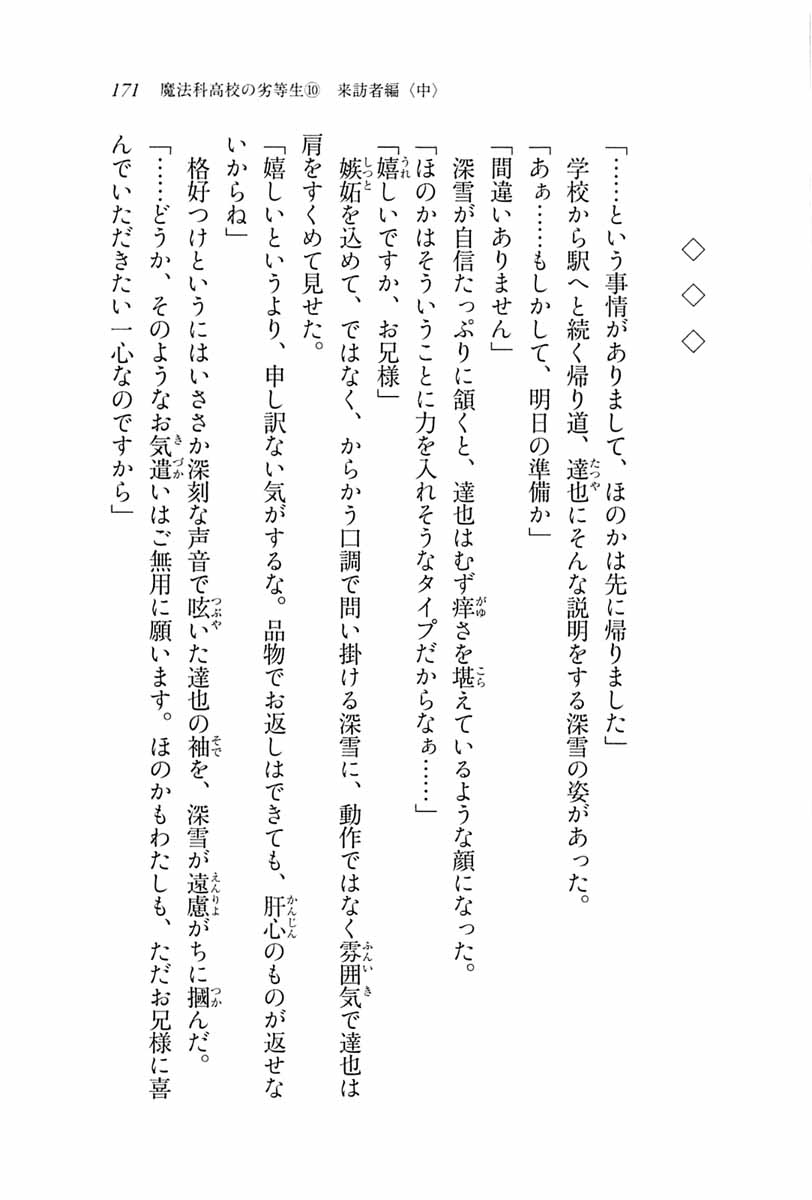 171　魔法科高校の劣等生⑩　来訪者編〈中〉
◇　◇　◇
「……という事情がありまして、ほのかは先に帰りました」
　学校から駅へと続く帰り道、達也にそんな説明をする深雪の姿があった。
「あぁ……もしかして、明日の準備か」
「間違いありません」
　深雪が自信たっぷりに頷くと、達也はむず痒さを堪えているような顔になった。
「ほのかはそういうことに力を入れそうなタイプだからなぁ……」
「嬉しいですか、お兄様」
　嫉妬を込めて、ではなく、からかう口調で問い掛ける深雪に、動作ではなく雰囲気で達也は
肩をすくめて見せた。
「嬉しいというより、申し訳ない気がするな。品物でお返しはできても、肝心のものが返せな
いからね」
　格好つけというにはいささか深刻な声音で呟いた達也の袖を、深雪が遠慮がちに摑んだ。
「……どうか、そのようなお気遣いはご無用に願います。ほのかもわたしも、ただお兄様に喜
んでいただきたい一心なのですから」